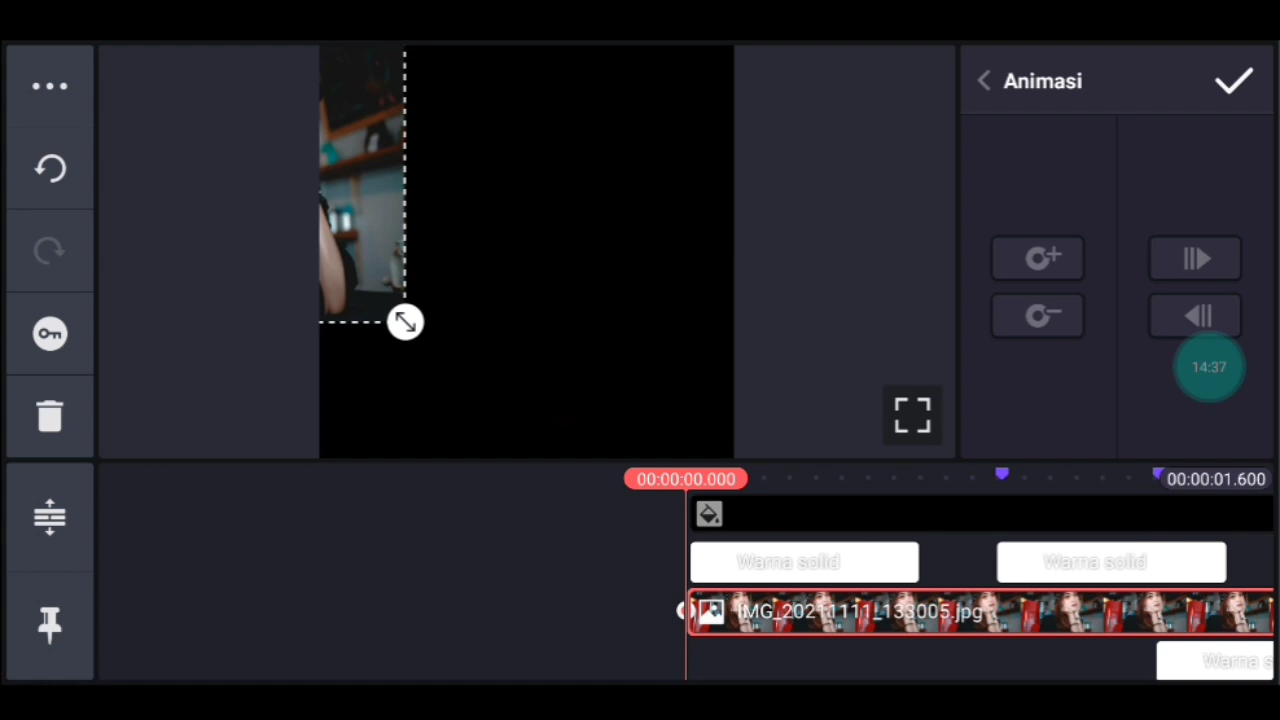 Animasi
14:37
00:00:00.000
00:00:01.600
Warna solid
Warna solid
IMG_20211111_133005.jpg
Warna s